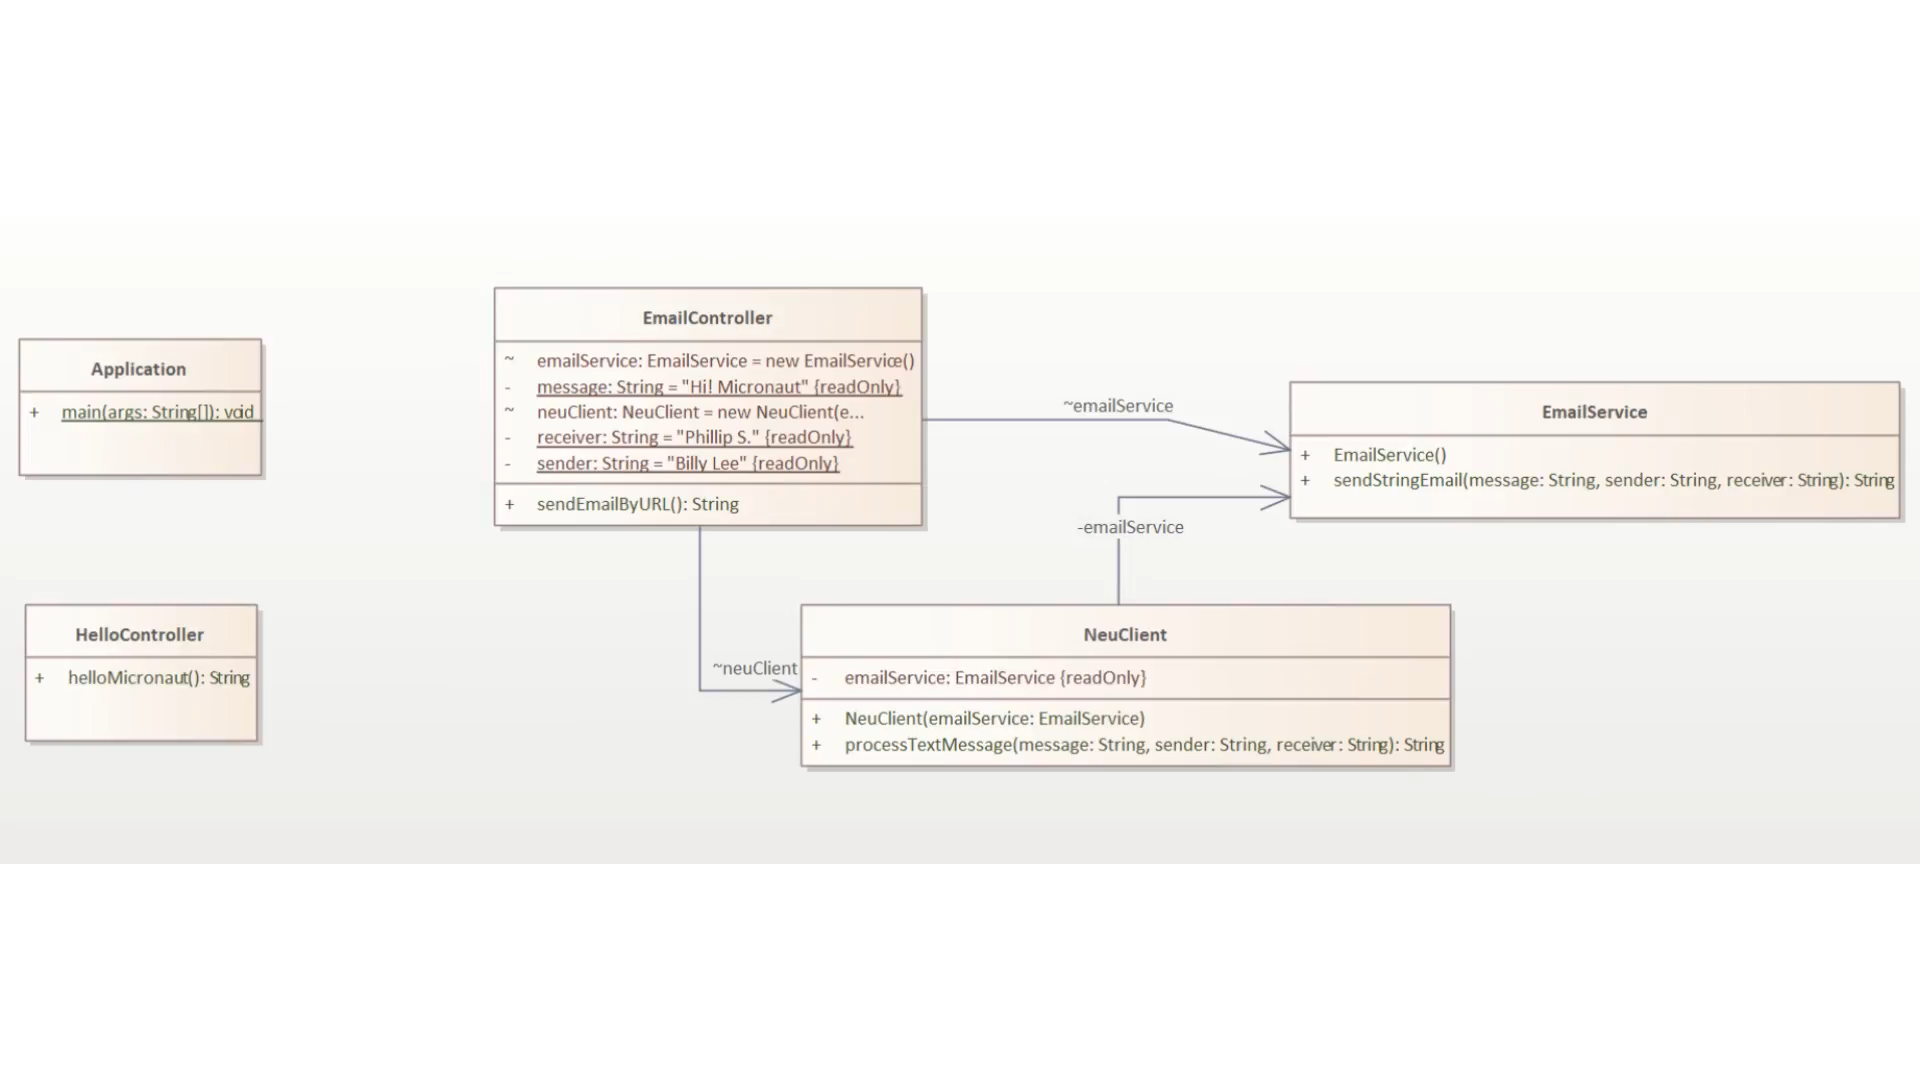 Application
+ main(args: String[]): void
HelloController
+ helloMicronaut(): String
EmailController
~ emailService: EmailService = new EmailService()
- message: String = "Hi! Micronaut" {readOnly}
~ neuClient: NeuClient = new NeuClient(e...
- receiver: String = "Phillip S." {readOnly}
- sender: String = "Billy Lee" {readOnly}
+ sendEmailByURL(): String
~emailService
-emailService
~neuClient
EmailService
+ EmailService()
+ sendStringEmail(message: String, sender: String, receiver: String): String
NeuClient
- emailService: EmailService {readOnly}
+ NeuClient(emailService: EmailService)
+ processTextMessage(message: String, sender: String, receiver: String): String